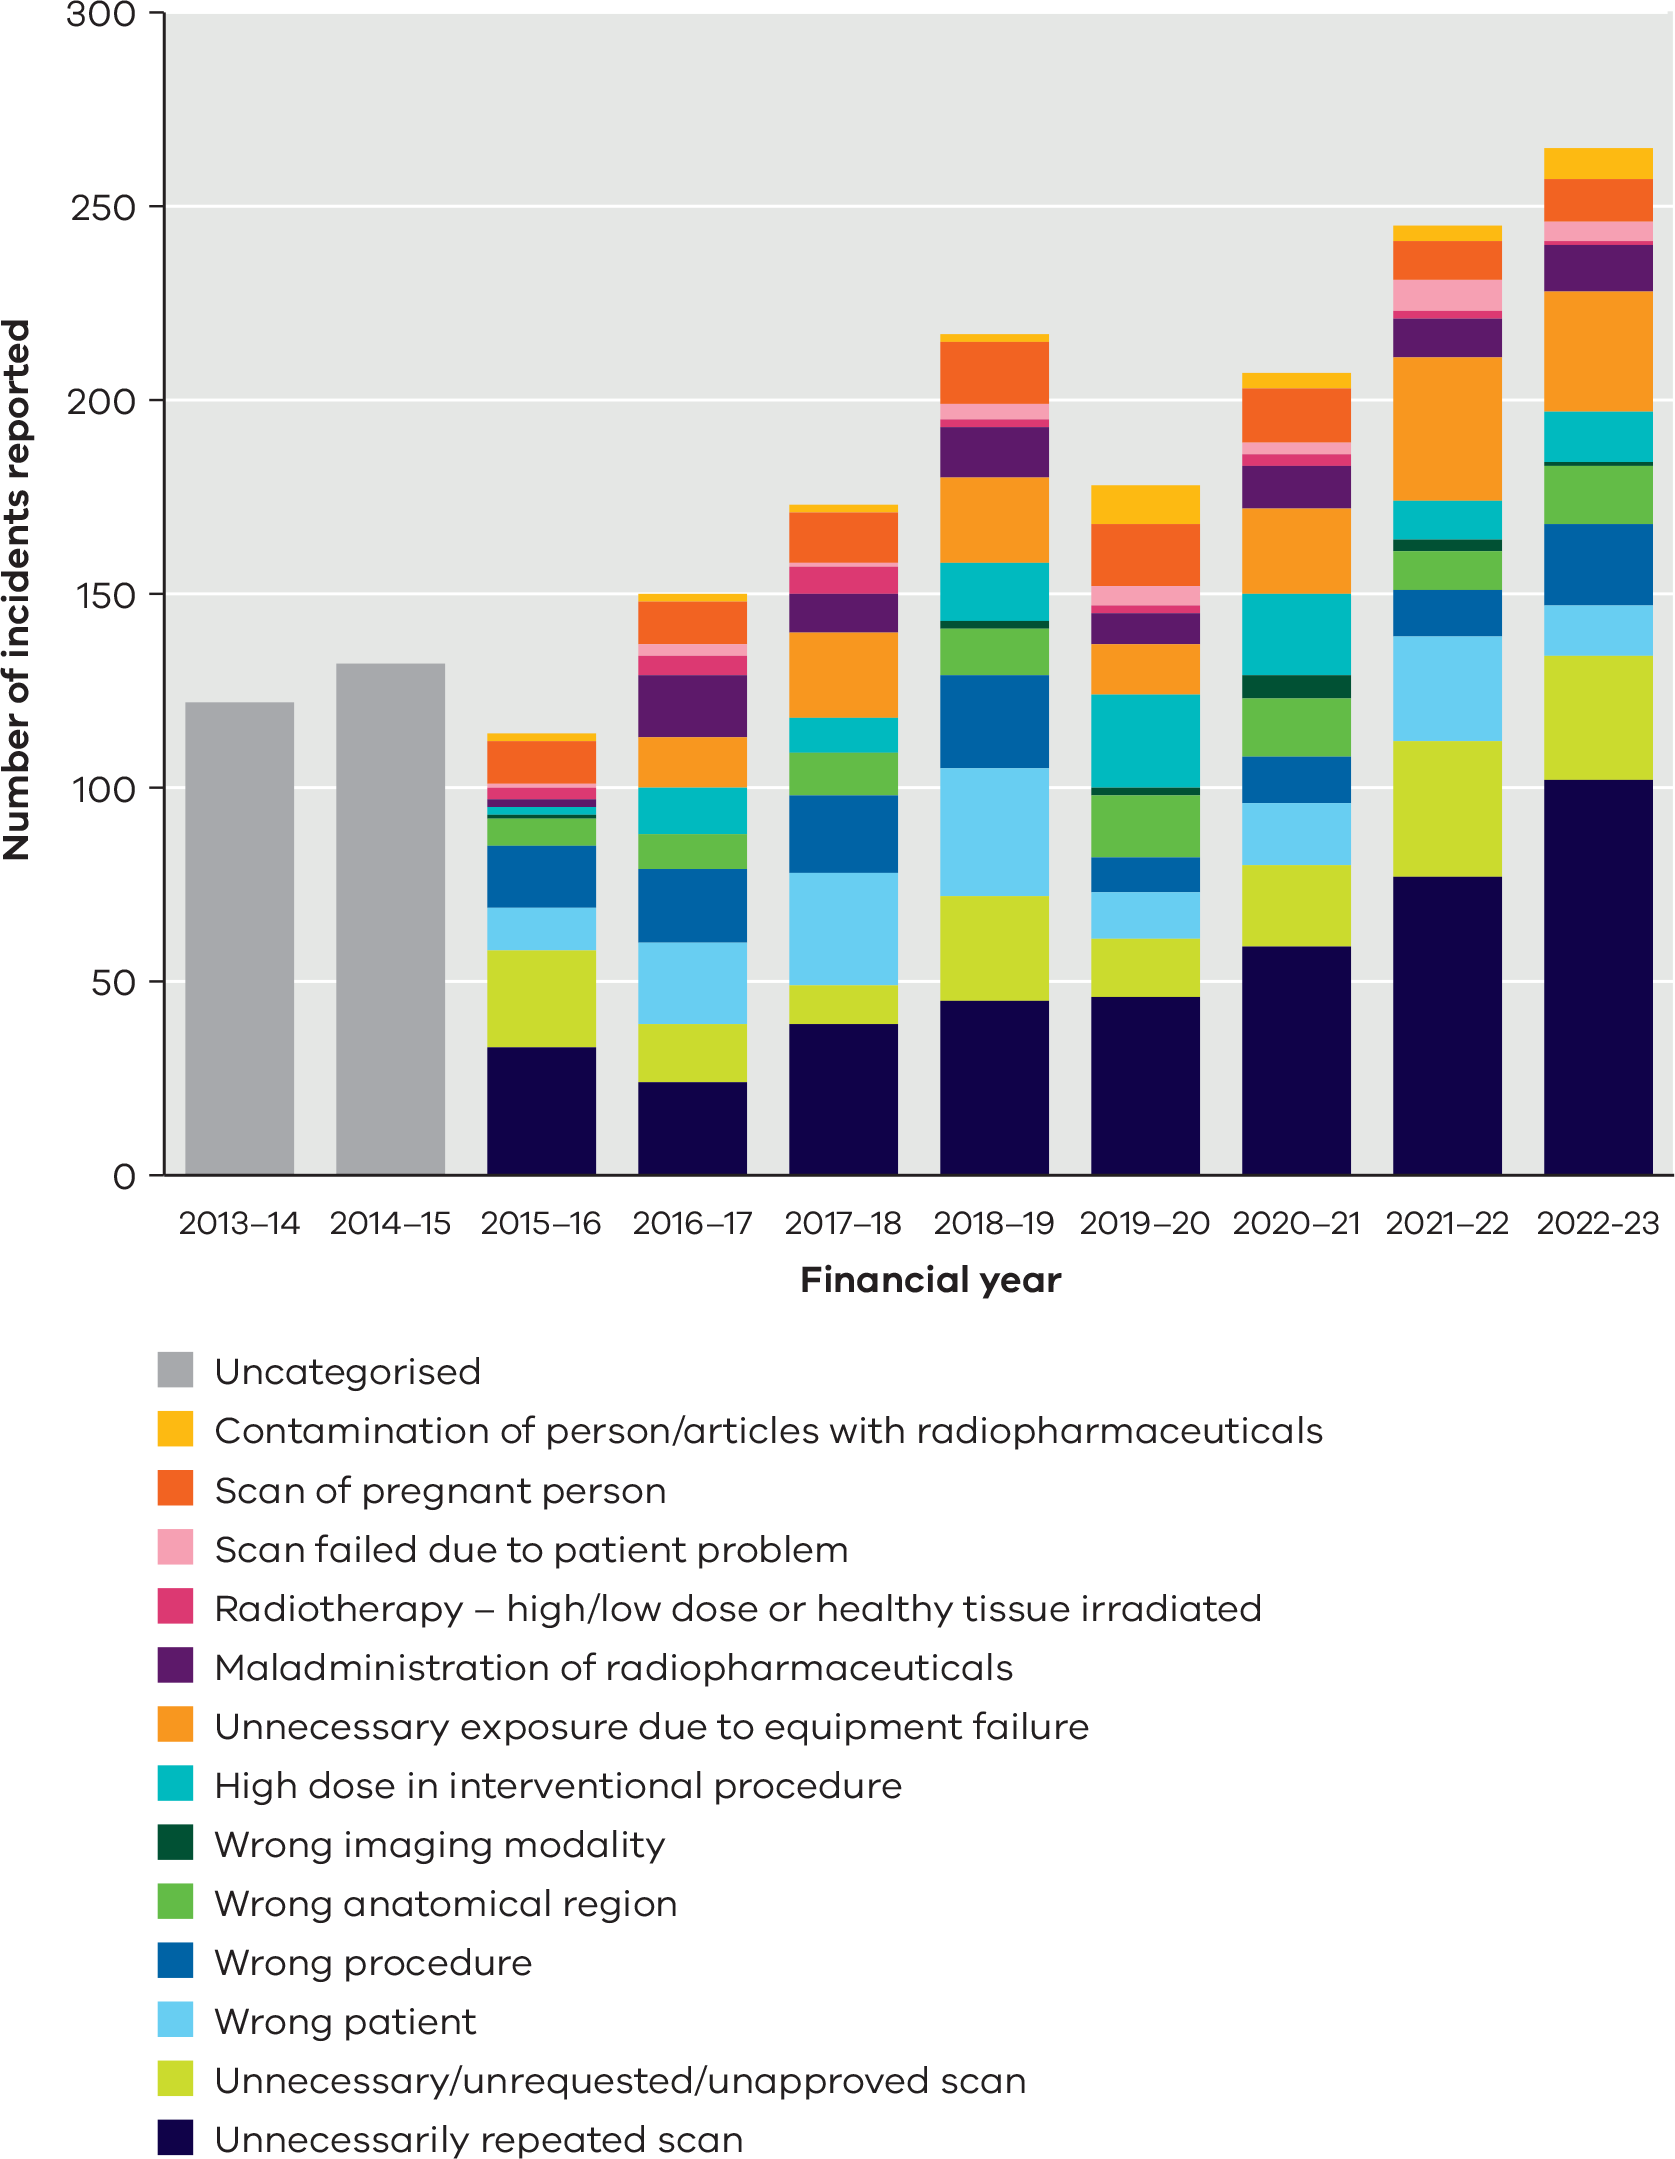 300
250
200
150
100
50
0
Number of incidents reported
2013–14 2014–15 2015–16 2016–17 2017–18 2018–19 2019–20 2020–21 2021–22 2022-23
Financial year
Uncategorised
Contamination of person/articles with radiopharmaceuticals
Scan of pregnant person
Scan failed due to patient problem
Radiotherapy – high/low dose or healthy tissue irradiated
Maladministration of radiopharmaceuticals
Unnecessary exposure due to equipment failure
High dose in interventional procedure
Wrong imaging modality
Wrong anatomical region
Wrong procedure
Wrong patient
Unnecessary/unrequested/unapproved scan
Unnecessarily repeated scan